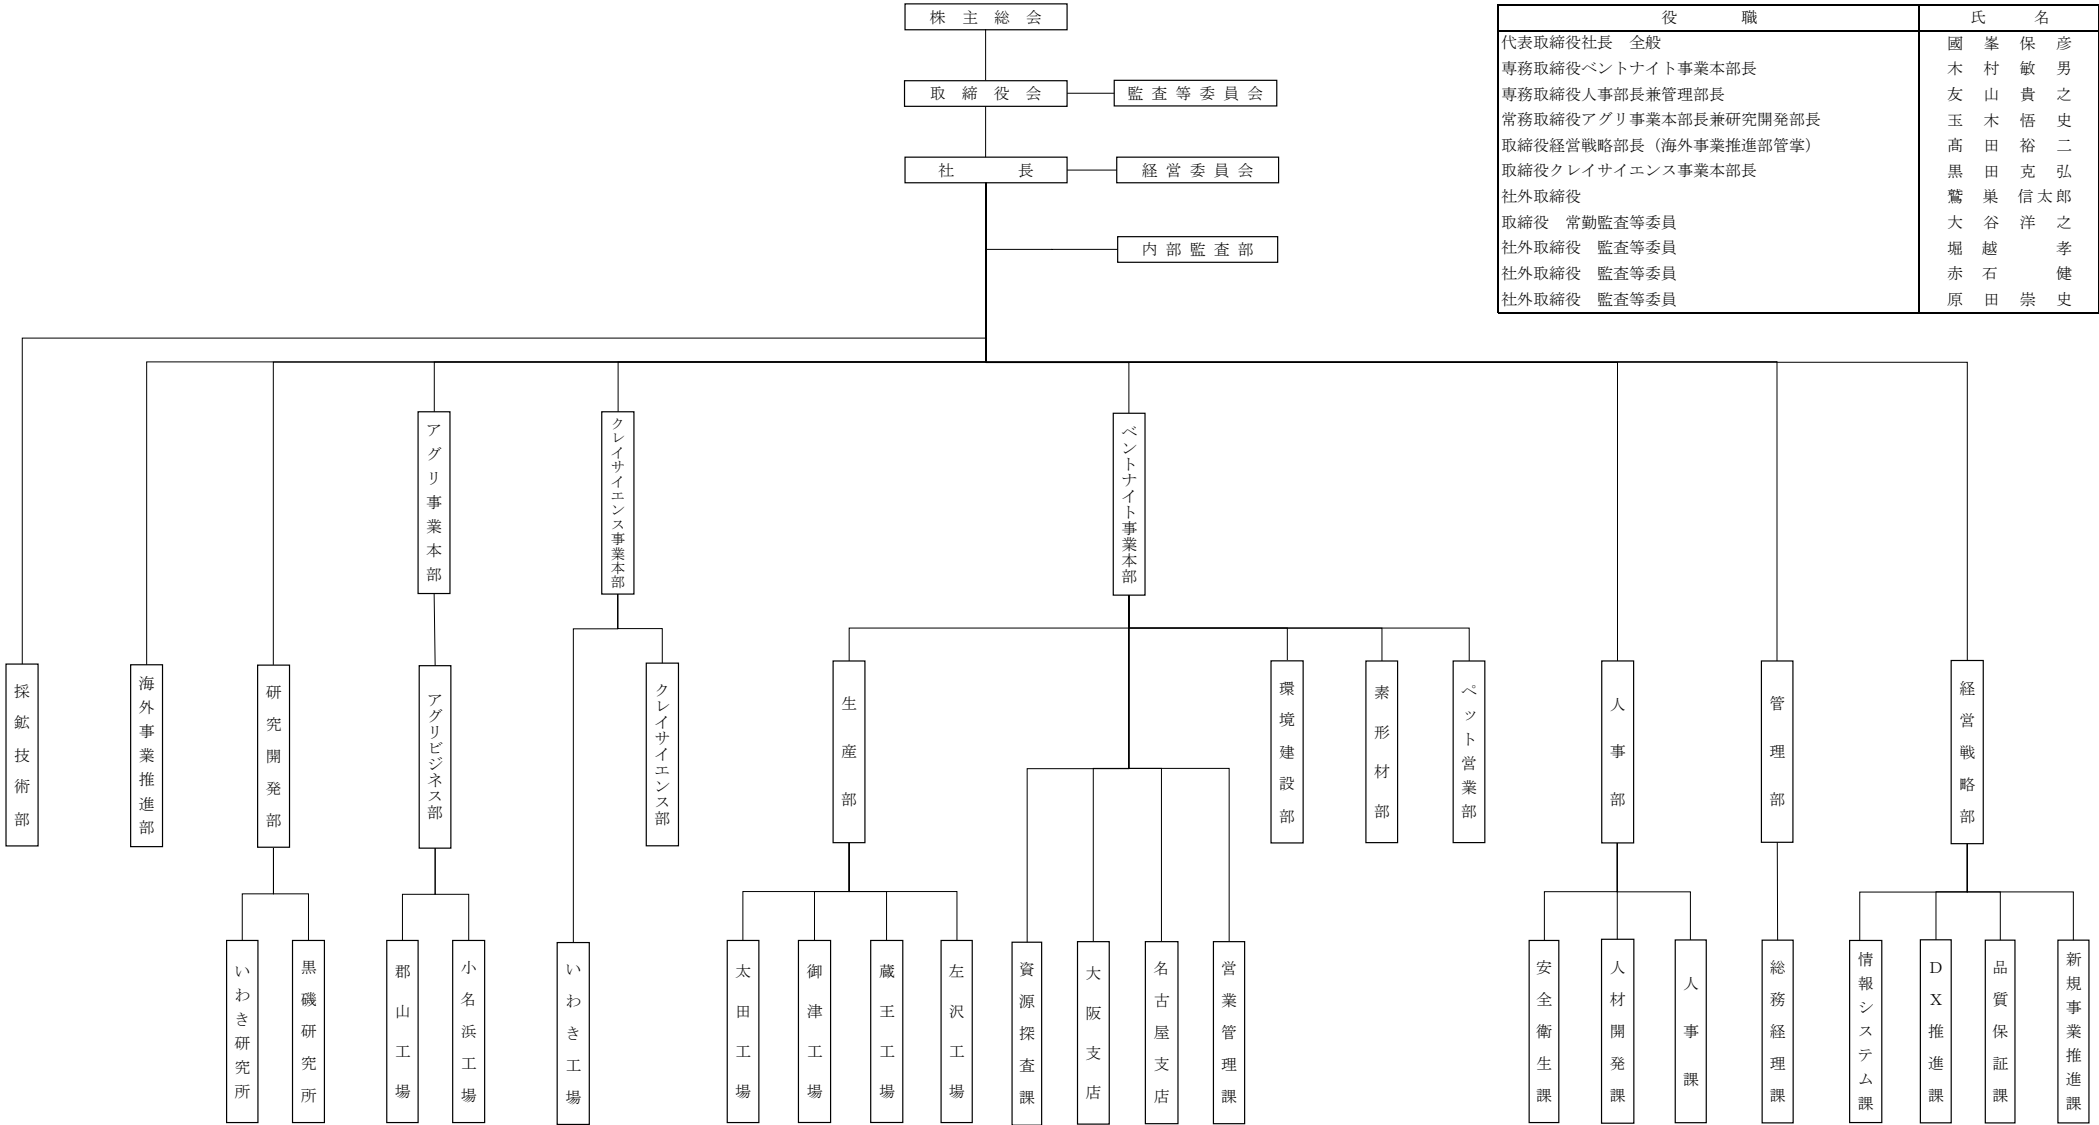 株主総会
取締役会
監査等委員会
社長
経営委員会
内部監査部
役職 氏名
代表取締役社長 全般 國峯保彦
専務取締役ベントナイト事業本部長 木村敏男
専務取締役人事部長兼管理部長 友山貴之
常務取締役アグリ事業本部長兼研究開発部長 玉木悟史
取締役経営戦略部長（海外事業推進部管掌） 髙田裕二
取締役クレイサイエンス事業本部長 黒田克弘
社外取締役 鷲巣信太郎
取締役 常勤監査等委員 大谷洋之
社外取締役 監査等委員 堀越孝
社外取締役 監査等委員 赤石健
社外取締役 監査等委員 原田崇史
アグリ事業本部
クレイサイエンス事業本部
ベントナイト事業本部
採鉱技術部
海外事業推進部
研究開発部
アグリビジネス部
クレイサイエンス部
生産部
環境建設部
素形材部
ペット営業部
人事部
管理部
経営戦略部
いわき研究所
黒磯研究所
郡山工場
小名浜工場
いわき工場
太田工場
御津工場
蔵王工場
左沢工場
資源探査課
大阪支店
名古屋支店
営業管理課
安全衛生課
人材開発課
人事課
総務経理課
情報システム課
DX推進課
品質保証課
新規事業推進課